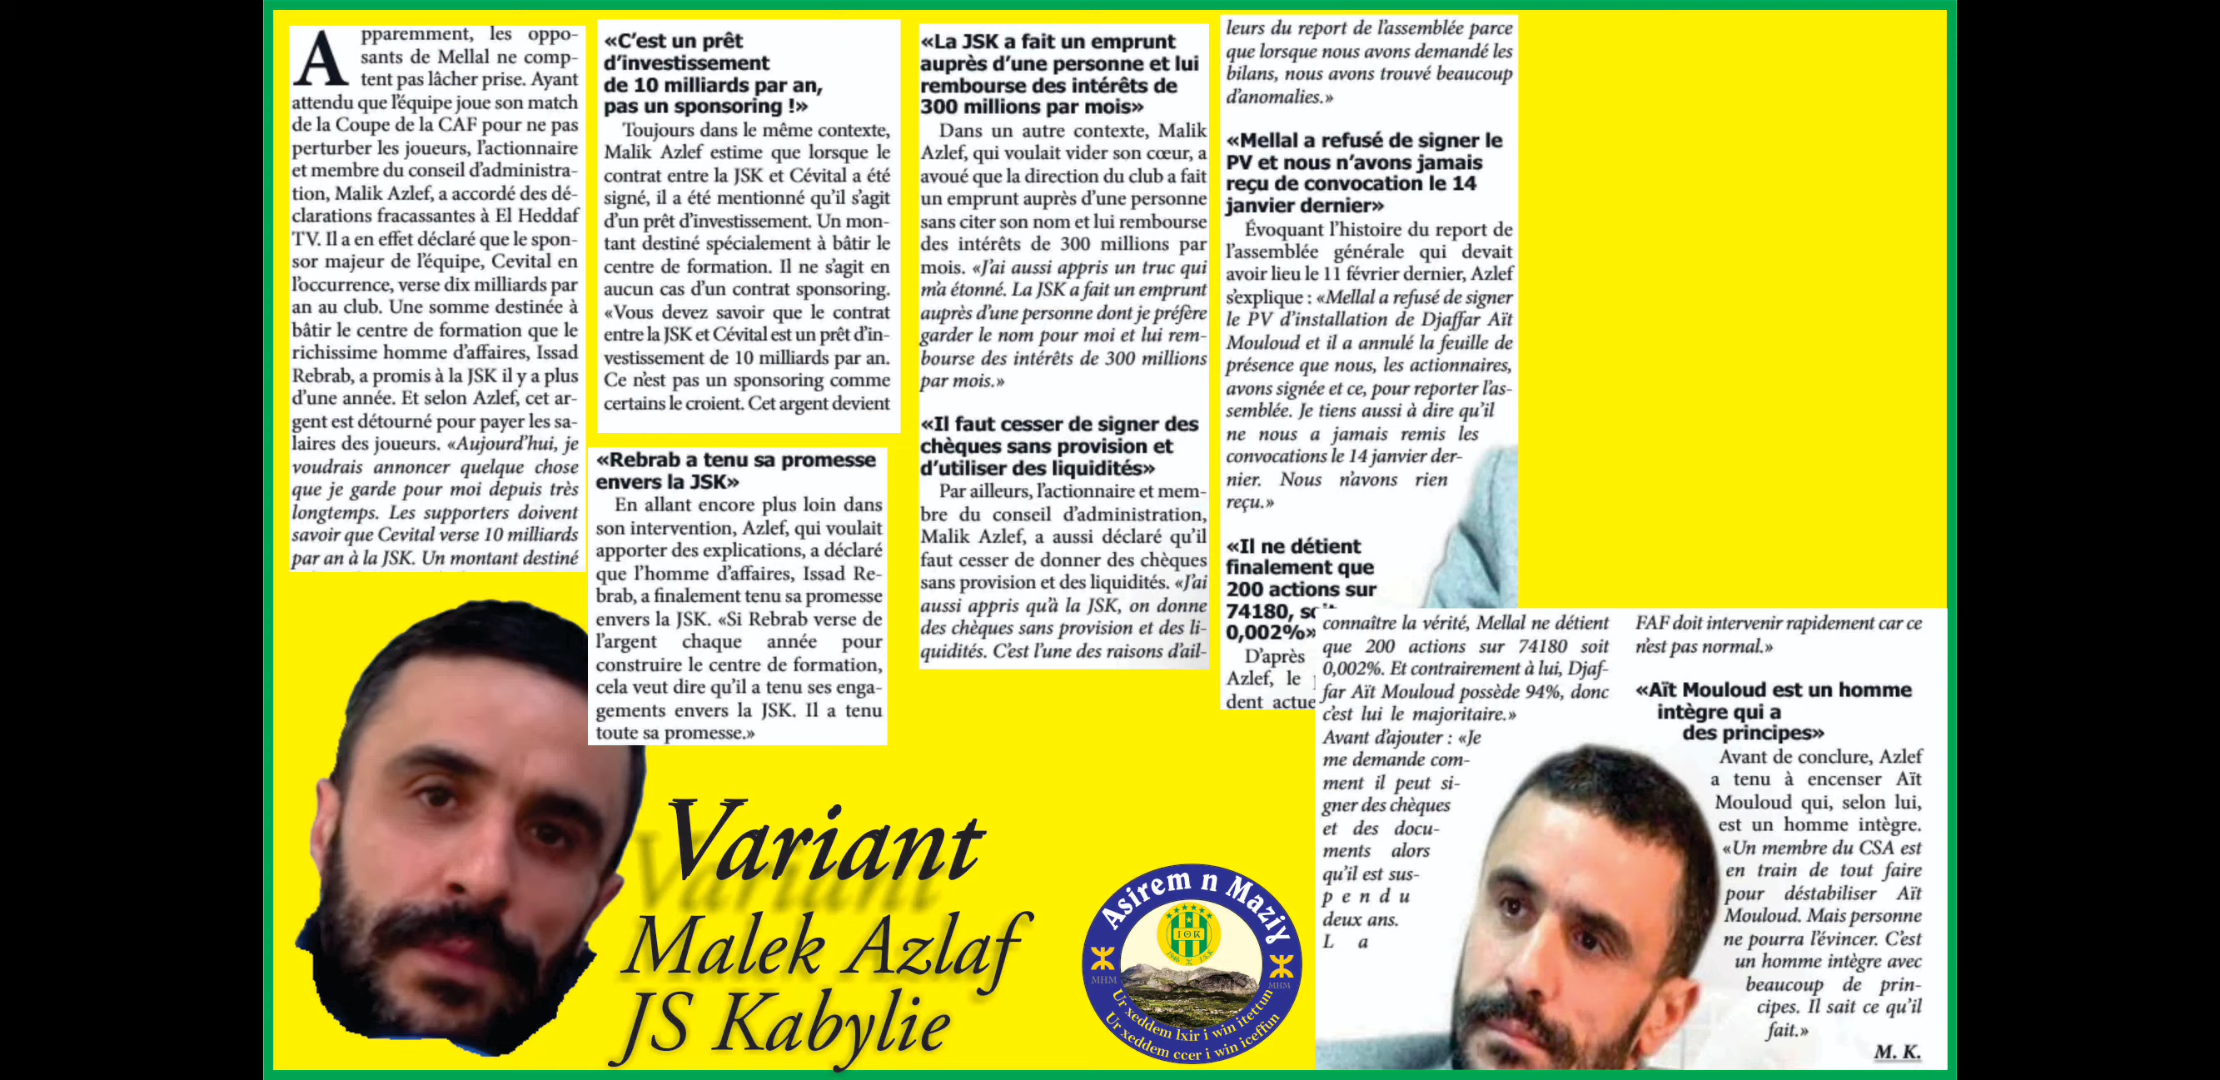 Apparemment, les oppo-
sants de Mellal ne comp-
tent pas lâcher prise. Ayant
attendu que l'équipe joue son match
de la Coupe de la CAF pour ne pas
perturber les joueurs, l'actionnaire
et membre du conseil d'administra-
tion, Malik Azlef, a accordé des dé-
clarations fracassantes à El Heddaf
TV. Il a en effet déclaré que le spon-
sor majeur de l'équipe, Cevital en
l'occurrence, verse dix milliards par
an au club. Une somme destinée à
bâtir le centre de formation que le
richissime homme d'affaires, Issad
Rebrab, a promis à la JSK il y a plus
d'une année. Et selon Azlef, cet ar-
gent est détourné pour payer les sa-
laires des joueurs. «Aujourd'hui, je
voudrais annoncer quelque chose
que je garde pour moi depuis très
longtemps. Les supporters doivent
savoir que Cevital verse 10 milliards
par an à la JSK. Un montant destiné
«C'est un prêt
d'investissement
de 10 milliards par an,
pas un sponsoring !»
Toujours dans le même contexte,
Malik Azlef estime que lorsque le
contrat entre la JSK et Cévital a été
signé, il a été mentionné qu'il s'agit
d'un prêt d'investissement. Un mon-
tant destiné spécialement à bâtir le
centre de formation. Il ne s'agit en
aucun cas d'un contrat sponsoring.
«Vous devez savoir que le contrat
entre la JSK et Cévital est un prêt d'in-
vestissement de 10 milliards par an.
Ce n'est pas un sponsoring comme
certains le croient. Cet argent devient
«Rebrab a tenu sa promesse
envers la JSK»
En allant encore plus loin dans
son intervention, Azlef, qui voulait
apporter des explications, a déclaré
que l'homme d'affaires, Issad Re-
brab, a finalement tenu sa promesse
envers la JSK. «Si Rebrab verse de
l'argent chaque année pour
construire le centre de formation,
cela veut dire qu'il a tenu ses enga-
gements envers la JSK. Il a tenu
toute sa promesse.»
«La JSK a fait un emprunt
auprès d'une personne et lui
rembourse des intérêts de
300 millions par mois»
Dans un autre contexte, Malik
Azlef, qui voulait vider son cœur, a
avoué que la direction du club a fait
un emprunt auprès d'une personne
sans citer son nom et lui rembourse
des intérêts de 300 millions par
mois. «J'ai aussi appris un truc qui
m'a étonné. La JSK a fait un emprunt
auprès d'une personne dont je préfère
garder le nom pour moi et lui rem-
bourse des intérêts de 300 millions
par mois.»
«Il faut cesser de signer des
chèques sans provision et
d'utiliser des liquidités»
Par ailleurs, l'actionnaire et mem-
bre du conseil d'administration,
Malik Azlef, a aussi déclaré qu'il
faut cesser de donner des chèques
sans provision et des liquidités. «J'ai
aussi appris qu'à la JSK, on donne
des chèques sans provision et des li-
quidités. C'est l'une des raisons d'ail-
leurs du report de l'assemblée parce
que lorsque nous avons demandé les
bilans, nous avons trouvé beaucoup
d'anomalies.»
«Mellal a refusé de signer le
PV et nous n'avons jamais
reçu de convocation le 14
janvier dernier»
Évoquant l'histoire du report de
l'assemblée générale qui devait
avoir lieu le 11 février dernier, Azlef
s'explique : «Mellal a refusé de signer
le PV d'installation de Djaffar Aït
Mouloud et il a annulé la feuille de
présence que nous, les actionnaires,
avons signée et ce, pour reporter l'as-
semblée. Je tiens aussi à dire qu'il
ne nous a jamais remis les
convocations le 14 janvier der-
nier. Nous n'avons rien
reçu.»
«Il ne détient
finalement que
200 actions sur
74180,
0,002%»
D'après
Azlef, le
dent actue
connaître la vérité, Mellal ne détient
que 200 actions sur 74180 soit
0,002%. Et contrairement à lui, Djaf-
far Aït Mouloud possède 94%, donc
c'est lui le majoritaire.»
Avant d'ajouter : «Je
me demande com-
ment il peut si-
gner des chèques
et des docu-
ments alors
qu'il est sus-
pendu
deux ans.
La
FAF doit intervenir rapidement car ce
n'est pas normal.»
«Aït Mouloud est un homme
intègre qui a
des principes»
Avant de conclure, Azlef
a tenu à encenser Aït
Mouloud qui, selon lui,
est un homme intègre.
«Un membre du CSA est
en train de tout faire
pour déstabiliser Aït
Mouloud. Mais personne
ne pourra l'évincer. C'est
un homme intègre avec
beaucoup de prin-
cipes. Il sait ce qu'il
fait.»
M. K.
Variant
Malek Azlaf
JS Kabylie
Asirem n Maziɣ
MHM
MHM
Ur xeddem lxir i win itettun
Ur xeddem ccer i win iceffun